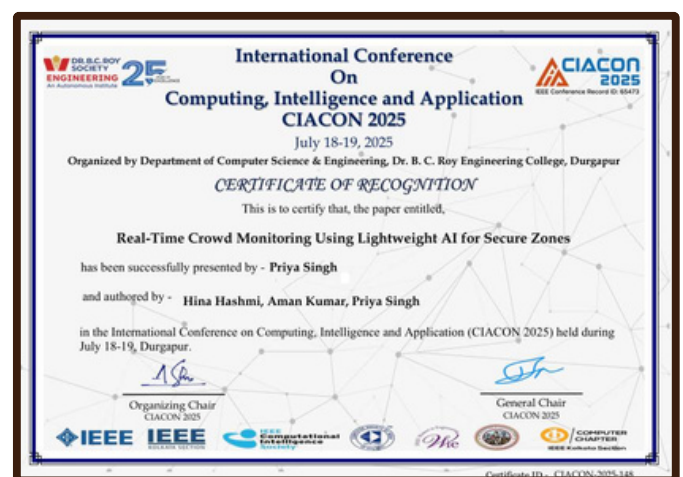 DR.B.C.ROY
SOCIETY
ENGINEERING
An Autonomous Institute
25
International Conference
On
Computing, Intelligence and Application
CIACON 2025
CIACON
2025
IEEE Conference Record ID: 65473
July 18-19, 2025
Organized by Department of Computer Science & Engineering, Dr. B. C. Roy Engineering College, Durgapur
CERTIFICATE OF RECOGNITION
This is to certify that, the paper entitled,
Real-Time Crowd Monitoring Using Lightweight AI for Secure Zones
has been successfully presented by - Priya Singh
and authored by - Hina Hashmi, Aman Kumar, Priya Singh
in the International Conference on Computing, Intelligence and Application (CIACON 2025) held during
July 18-19, Durgapur.
Organizing Chair
CIACON 2025
General Chair
CIACON 2025
IEEE
IEEE
KOLKATA SECTION
IEEE
Computational
Intelligence
Society
COMPUTER
CHAPTER
IEEE Kolkata Section
Certificate ID - CIACON-2025-148